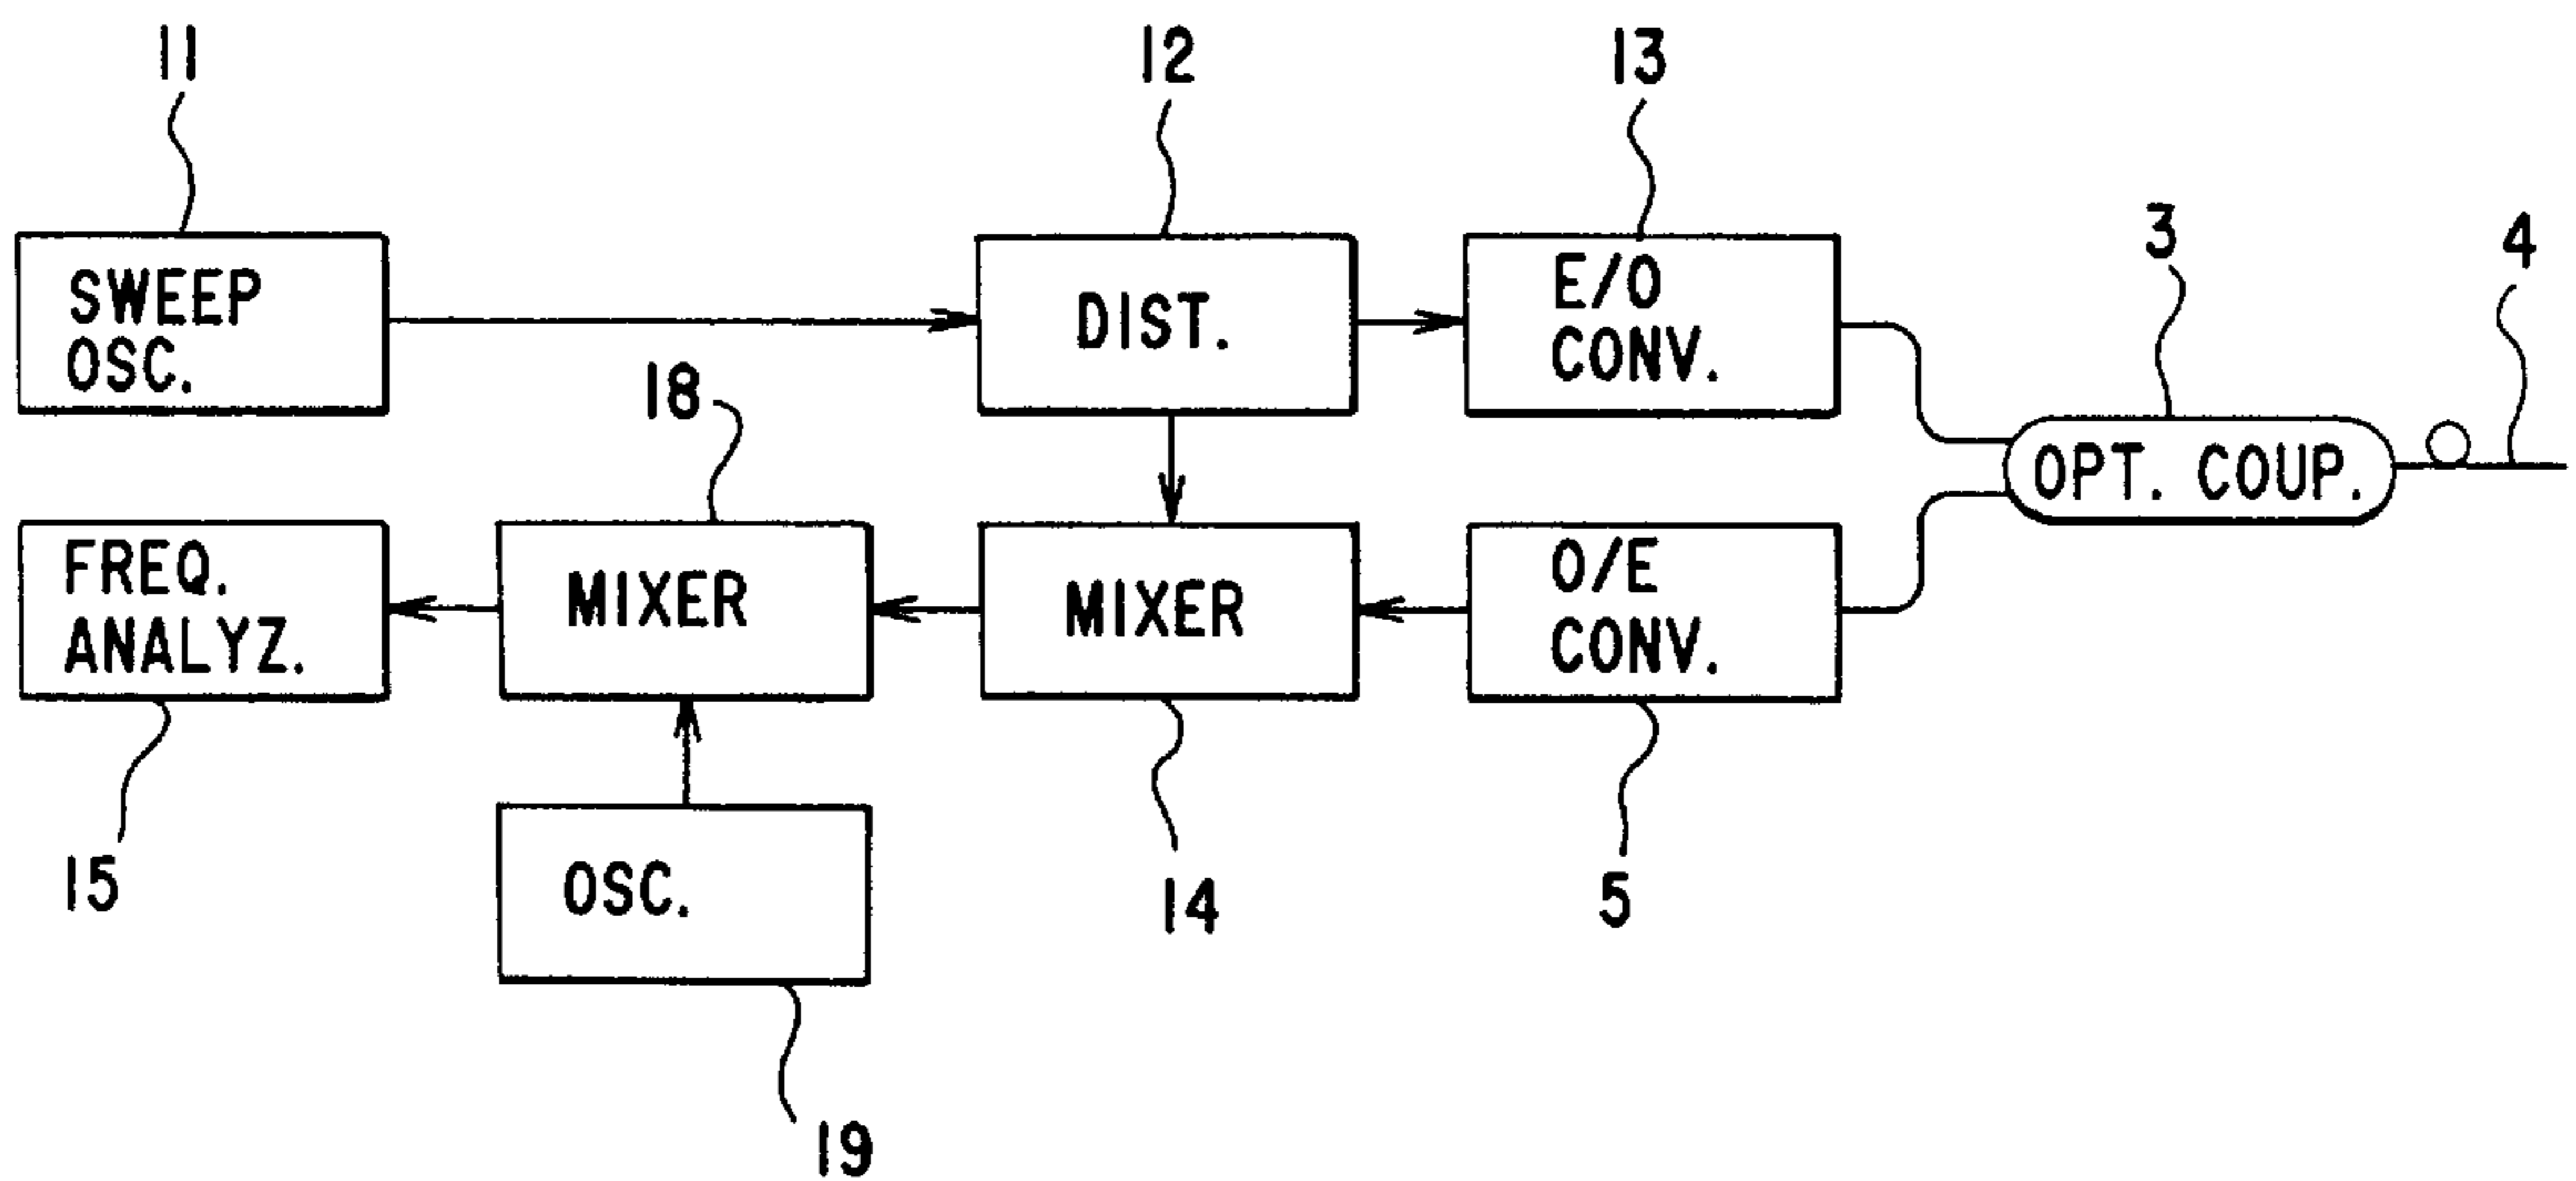 11
12
13
3
4
SWEEP
OSC.
DIST.
E/O
CONV.
18
OPT. COUP.
FREQ.
ANALYZ.
MIXER
MIXER
O/E
CONV.
15
OSC.
14
5
19